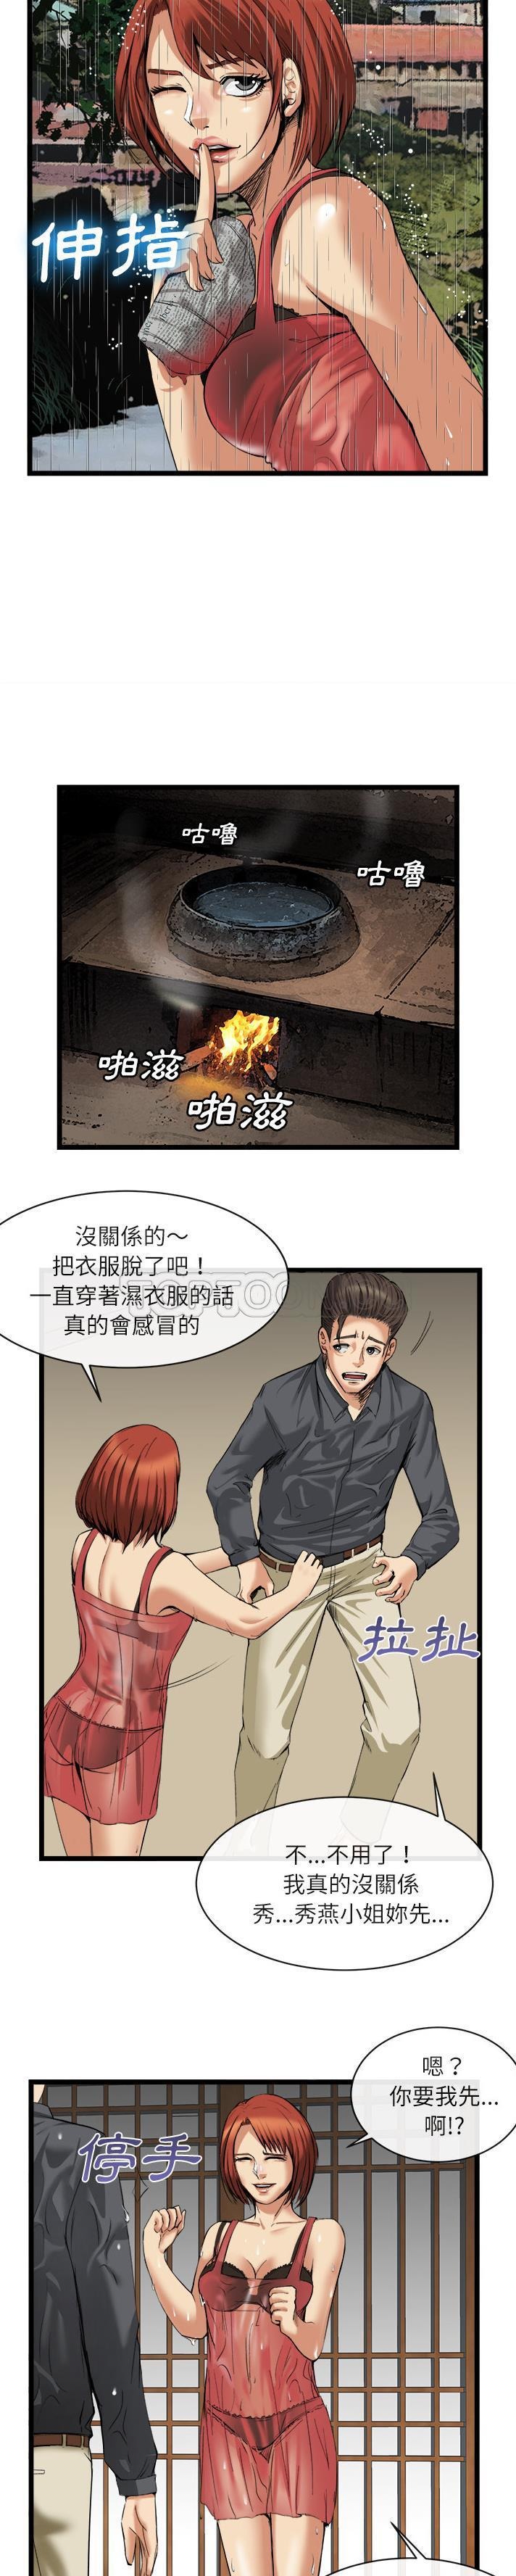 伸指
咕嚕
咕嚕
啪滋
啪滋
沒關係的～
把衣服脫了吧！
一直穿著濕衣服的話
真的會感冒的
TOPTOON
拉扯
不...不用了！
我真的沒關係
秀...秀燕小姐妳先...
嗯？
你要我先...
啊!?
停手